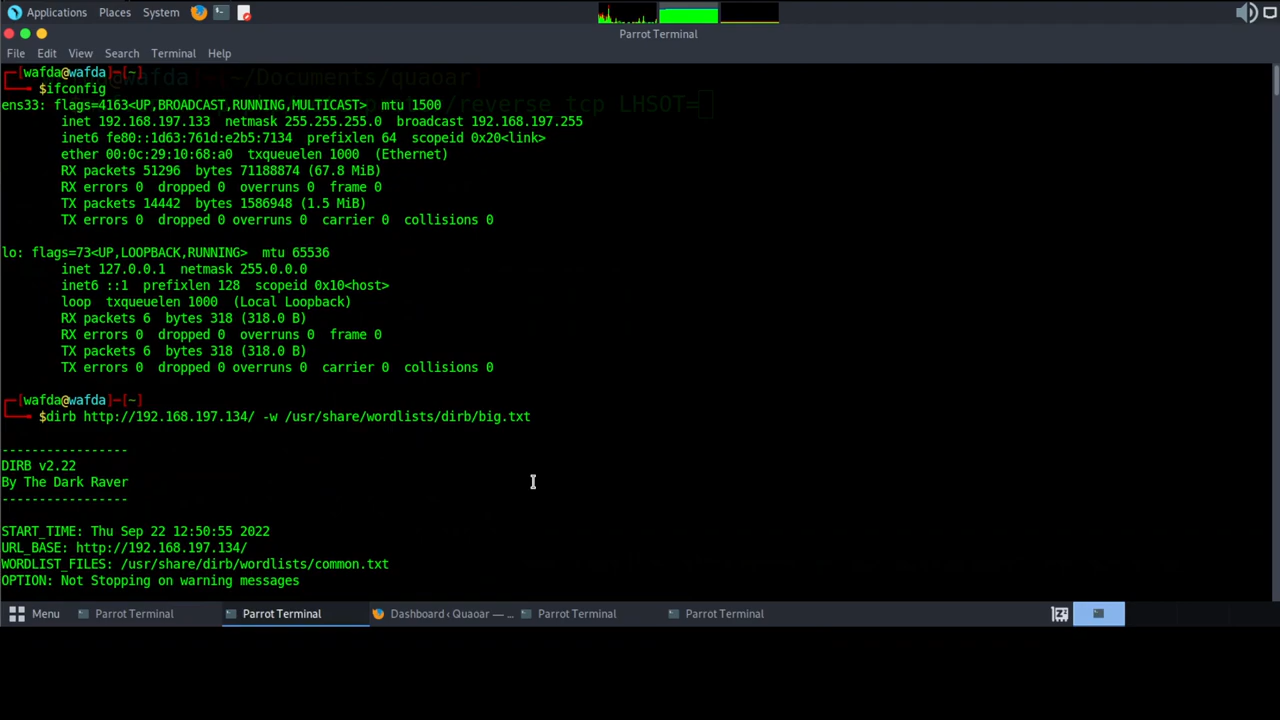 Applications Places System
Parrot Terminal
File Edit View Search Terminal Help
┌─[wafda@wafda]─[~]
└──╼ $ifconfig
ens33: flags=4163<UP,BROADCAST,RUNNING,MULTICAST>  mtu 1500
        inet 192.168.197.133  netmask 255.255.255.0  broadcast 192.168.197.255
        inet6 fe80::1d63:761d:e2b5:7134  prefixlen 64  scopeid 0x20<link>
        ether 00:0c:29:10:68:a0  txqueuelen 1000  (Ethernet)
        RX packets 51296  bytes 71188874 (67.8 MiB)
        RX errors 0  dropped 0  overruns 0  frame 0
        TX packets 14442  bytes 1586948 (1.5 MiB)
        TX errors 0  dropped 0 overruns 0  carrier 0  collisions 0
lo: flags=73<UP,LOOPBACK,RUNNING>  mtu 65536
        inet 127.0.0.1  netmask 255.0.0.0
        inet6 ::1  prefixlen 128  scopeid 0x10<host>
        loop  txqueuelen 1000  (Local Loopback)
        RX packets 6  bytes 318 (318.0 B)
        RX errors 0  dropped 0  overruns 0  frame 0
        TX packets 6  bytes 318 (318.0 B)
        TX errors 0  dropped 0 overruns 0  carrier 0  collisions 0
┌─[wafda@wafda]─[~]
└──╼ $dirb http://192.168.197.134/ -w /usr/share/wordlists/dirb/big.txt
-----------------
DIRB v2.22
By The Dark Raver
-----------------
START_TIME: Thu Sep 22 12:50:55 2022
URL_BASE: http://192.168.197.134/
WORDLIST_FILES: /usr/share/dirb/wordlists/common.txt
OPTION: Not Stopping on warning messages
@wafda]─[~/Documents/quaoar]
/reverse_tcp LHSOT=
Menu Parrot Terminal Parrot Terminal Dashboard ‹ Quaoar — ... Parrot Terminal Parrot Terminal